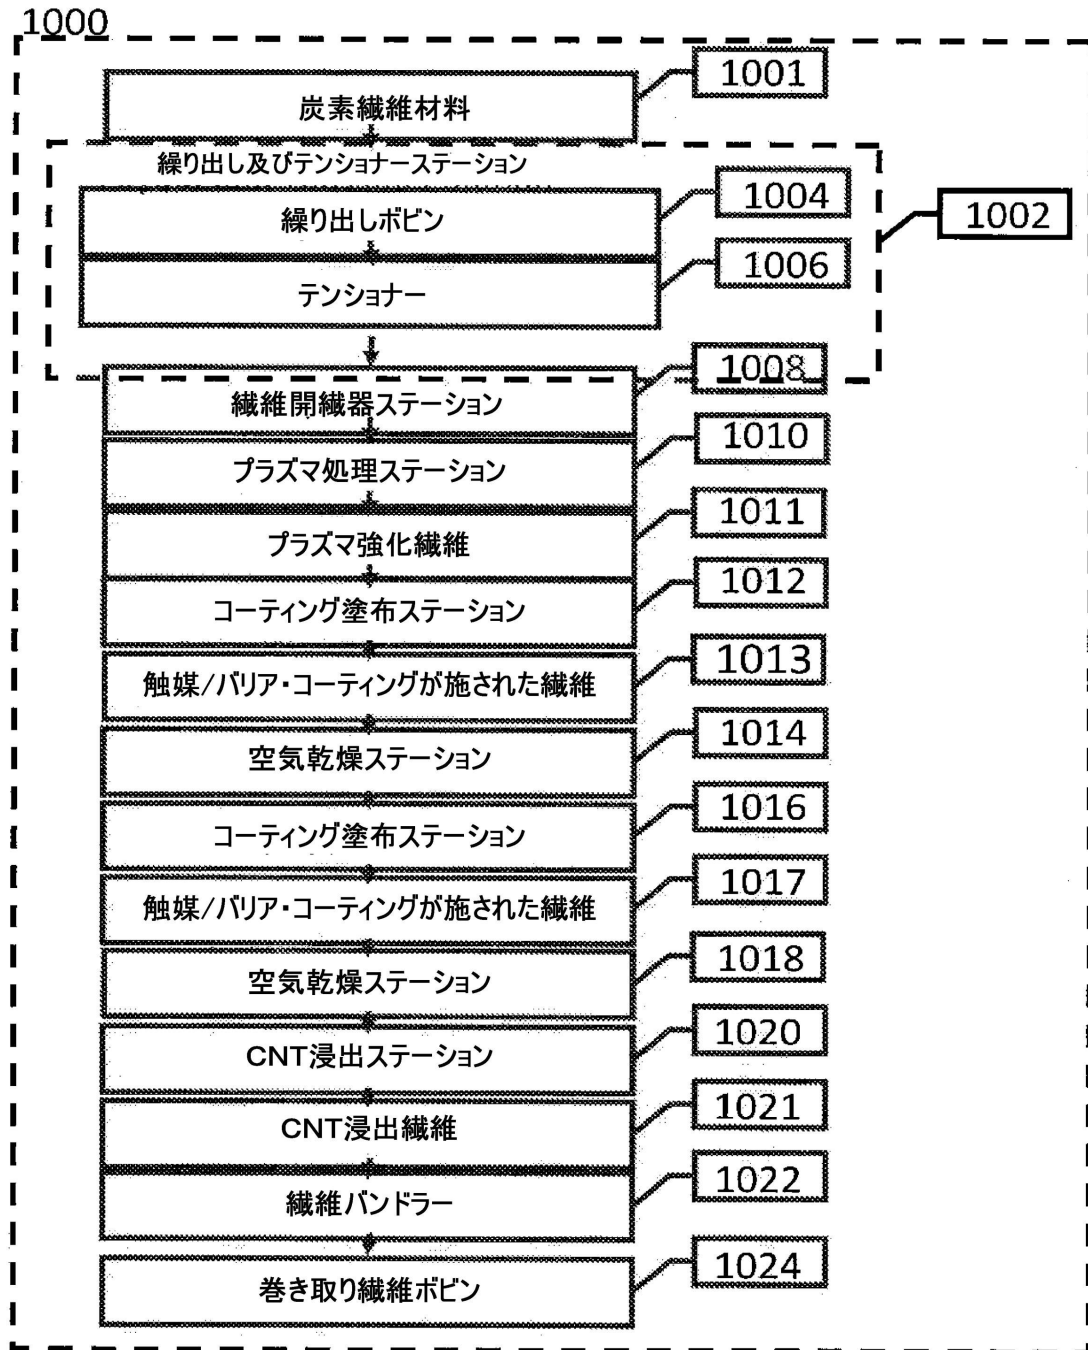 1000
炭素繊維材料
1001
繰り出し及びテンショナーステーション
繰り出しボビン
1004
1002
テンショナー
1006
繊維開繊器ステーション
1008
プラズマ処理ステーション
1010
プラズマ強化繊維
1011
コーティング塗布ステーション
1012
触媒/バリア・コーティングが施された繊維
1013
空気乾燥ステーション
1014
コーティング塗布ステーション
1016
触媒/バリア・コーティングが施された繊維
1017
空気乾燥ステーション
1018
CNT浸出ステーション
1020
CNT浸出繊維
1021
繊維バンドラー
1022
巻き取り繊維ボビン
1024